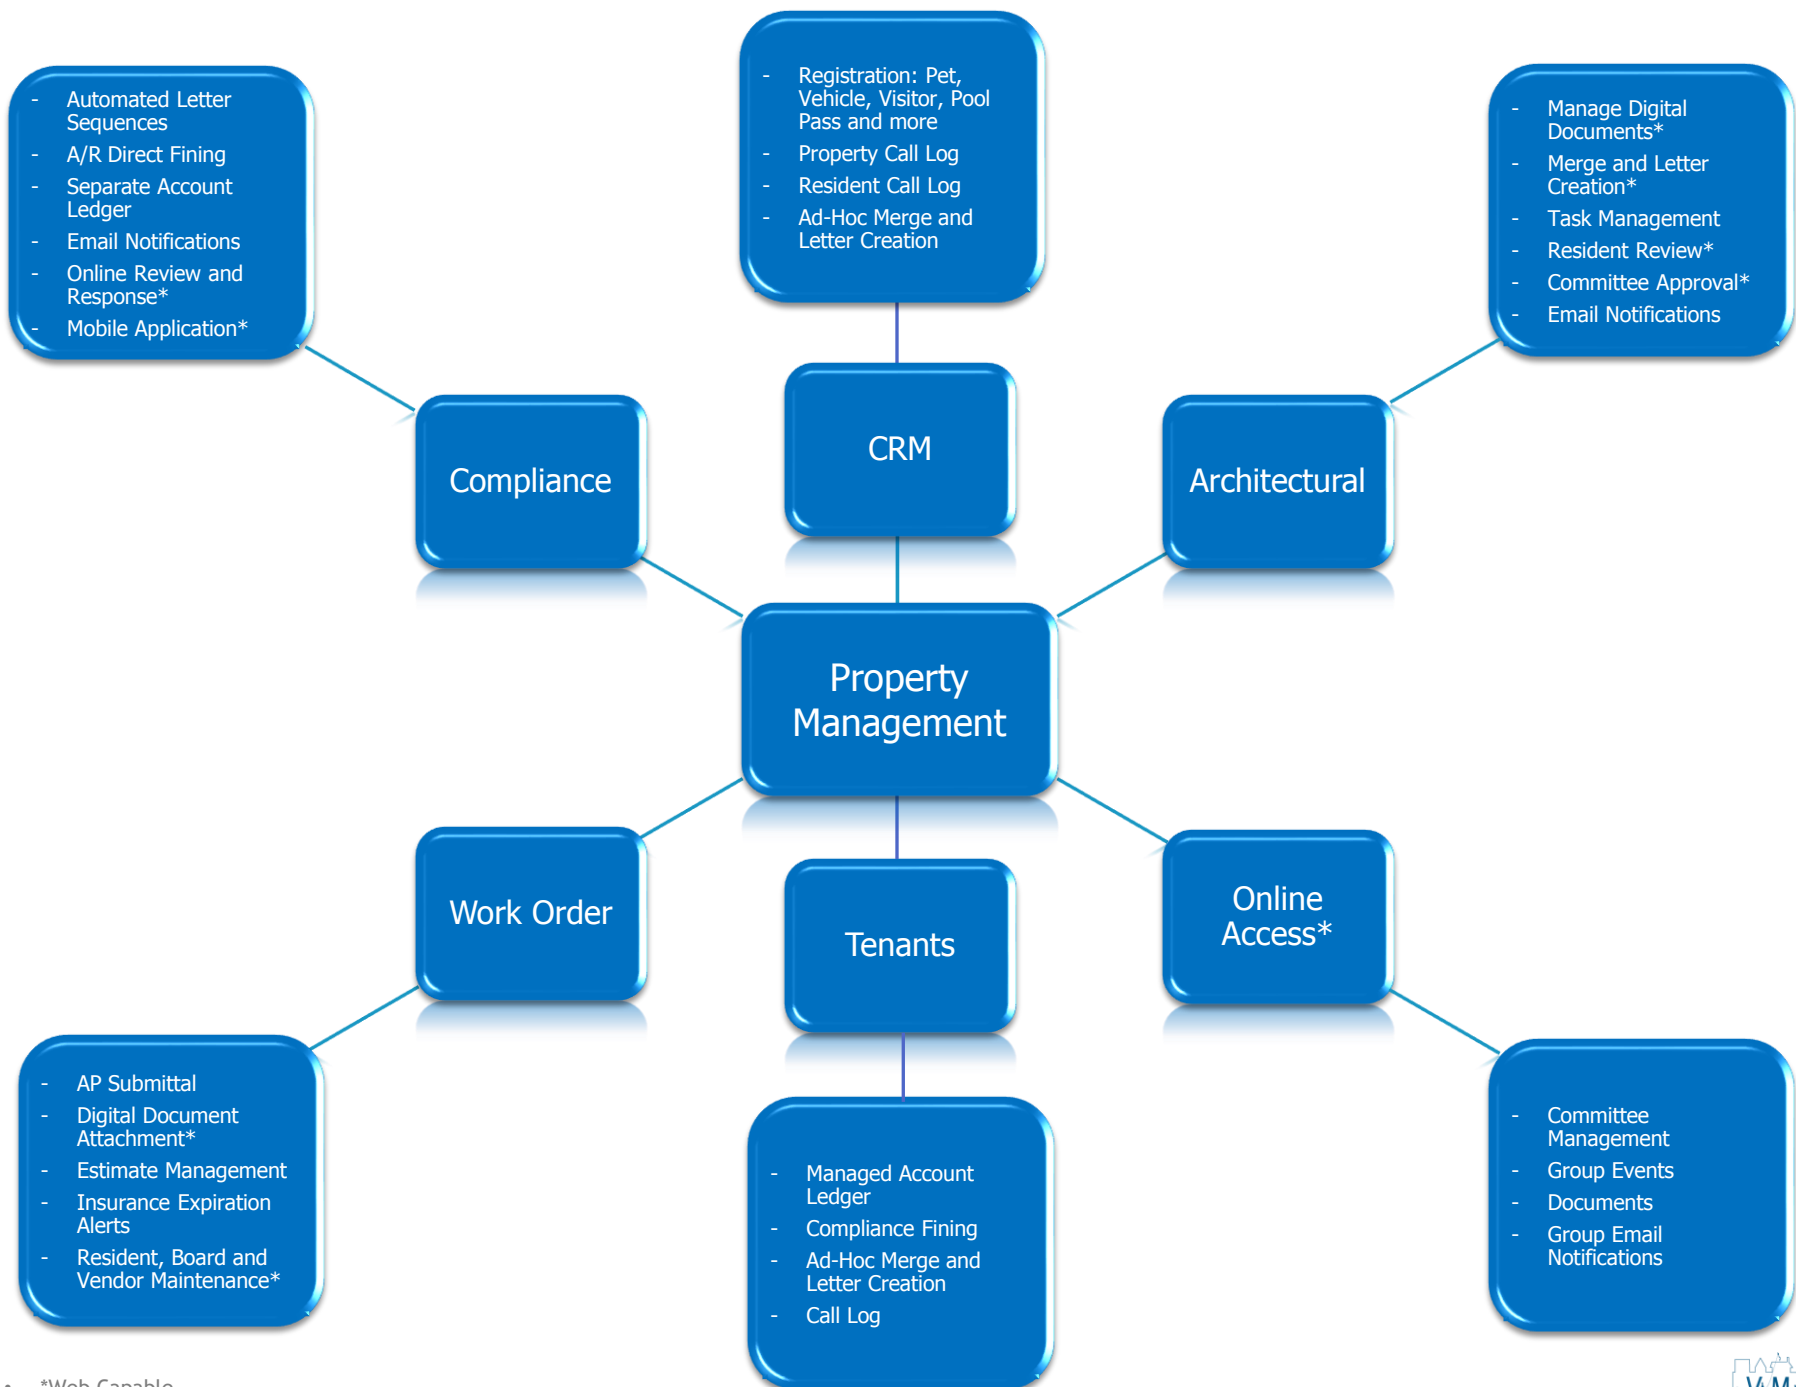 - Registration: Pet,
Vehicle, Visitor, Pool
Pass and more
- Property Call Log
- Resident Call Log
- Ad-Hoc Merge and
Letter Creation
- Automated Letter
Sequences
- A/R Direct Fining
- Separate Account
Ledger
- Email Notifications
- Online Review and
Response*
- Mobile Application*
- Manage Digital
Documents*
- Merge and Letter
Creation*
- Task Management
- Resident Review*
- Committee Approval*
- Email Notifications
Compliance
CRM
Architectural
Property
Management
Work Order
Tenants
Online
Access*
- AP Submittal
- Digital Document
Attachment*
- Estimate Management
- Insurance Expiration
Alerts
- Resident, Board and
Vendor Maintenance*
- Managed Account
Ledger
- Compliance Fining
- Ad-Hoc Merge and
Letter Creation
- Call Log
- Committee
Management
- Group Events
- Documents
- Group Email
Notifications
• *Web Capable